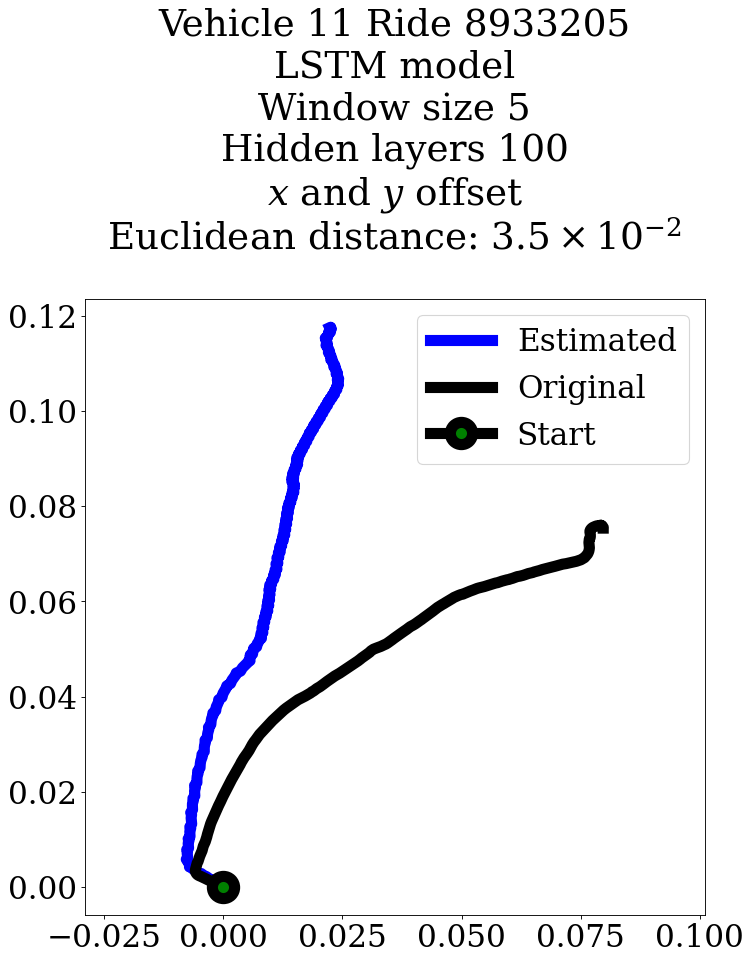 Vehicle 11 Ride 8933205
LSTM model
Window size 5
Hidden layers 100
x and y offset
Euclidean distance: 3.5 × 10⁻²
0.12
0.10
0.08
0.06
0.04
0.02
0.00
Estimated
Original
Start
−0.025 0.000 0.025 0.050 0.075 0.100